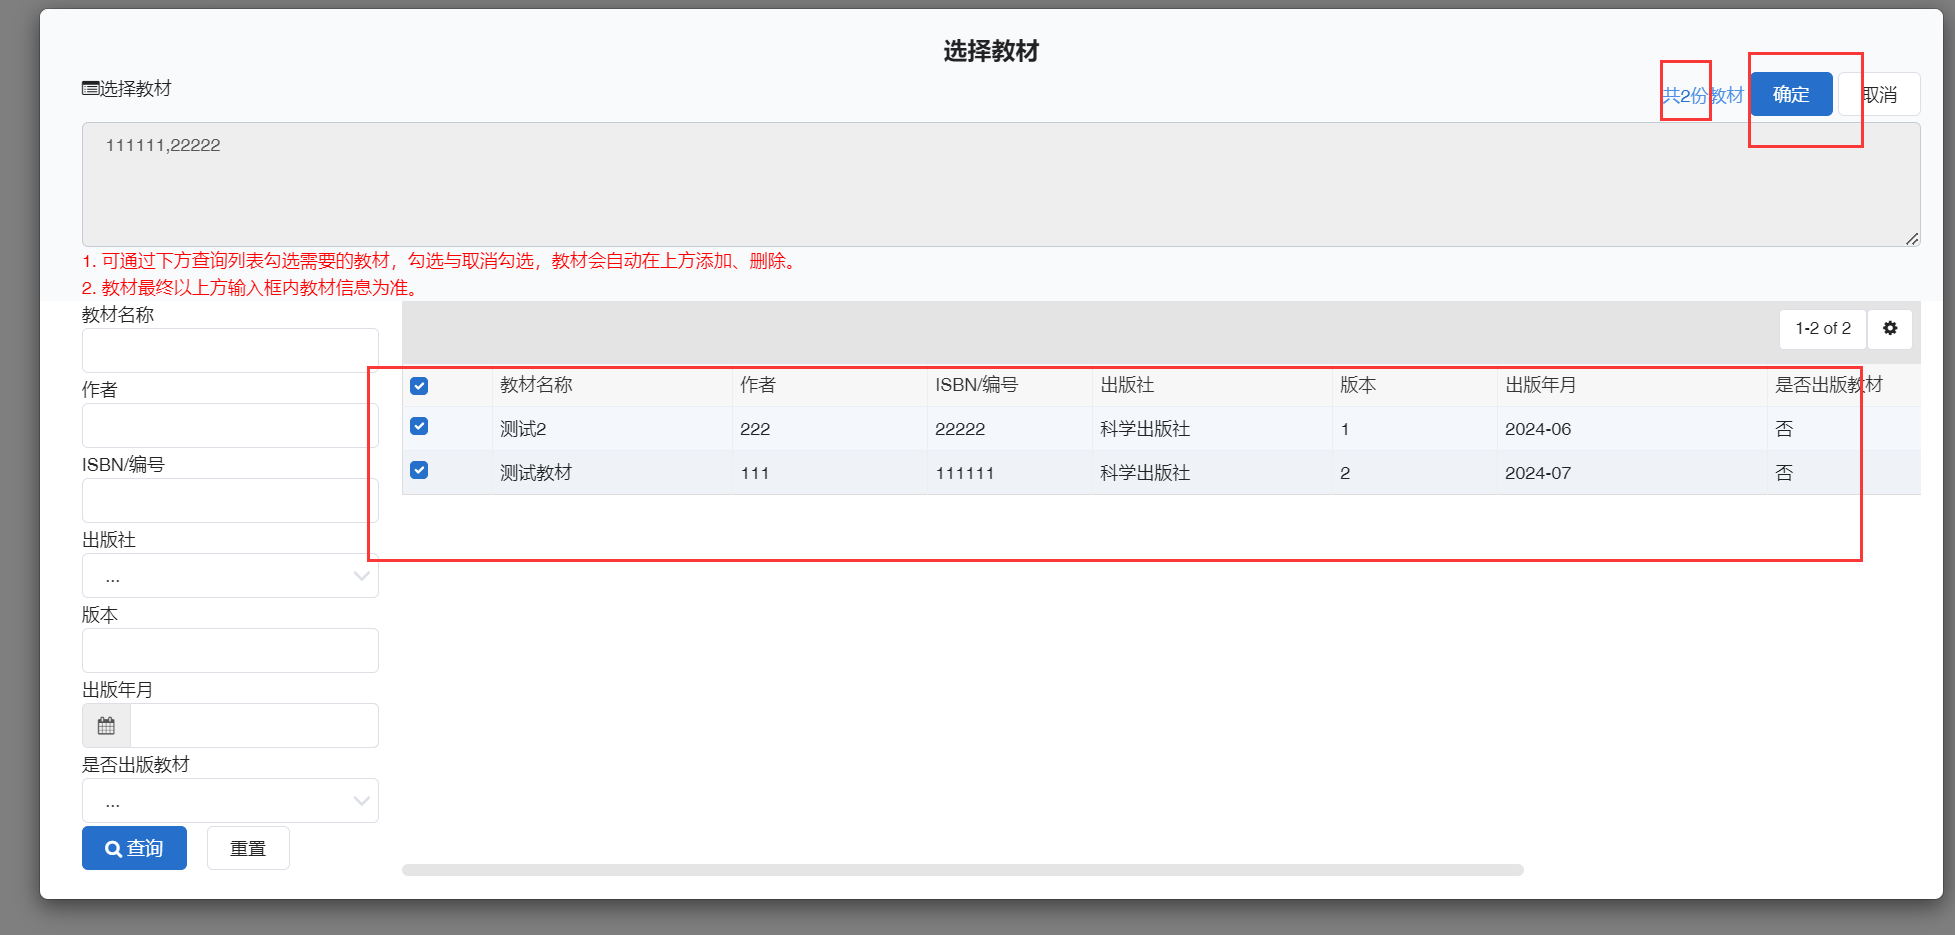 选择教材
选择教材
共2份教材 确定 取消
111111,22222
1. 可通过下方查询列表勾选需要的教材，勾选与取消勾选，教材会自动在上方添加、删除。
2. 教材最终以上方输入框内教材信息为准。
教材名称
作者
ISBN/编号
出版社
...
版本
出版年月
是否出版教材
...
查询 重置
1-2 of 2
教材名称 作者 ISBN/编号 出版社 版本 出版年月 是否出版教材
测试2 222 22222 科学出版社 1 2024-06 否
测试教材 111 111111 科学出版社 2 2024-07 否